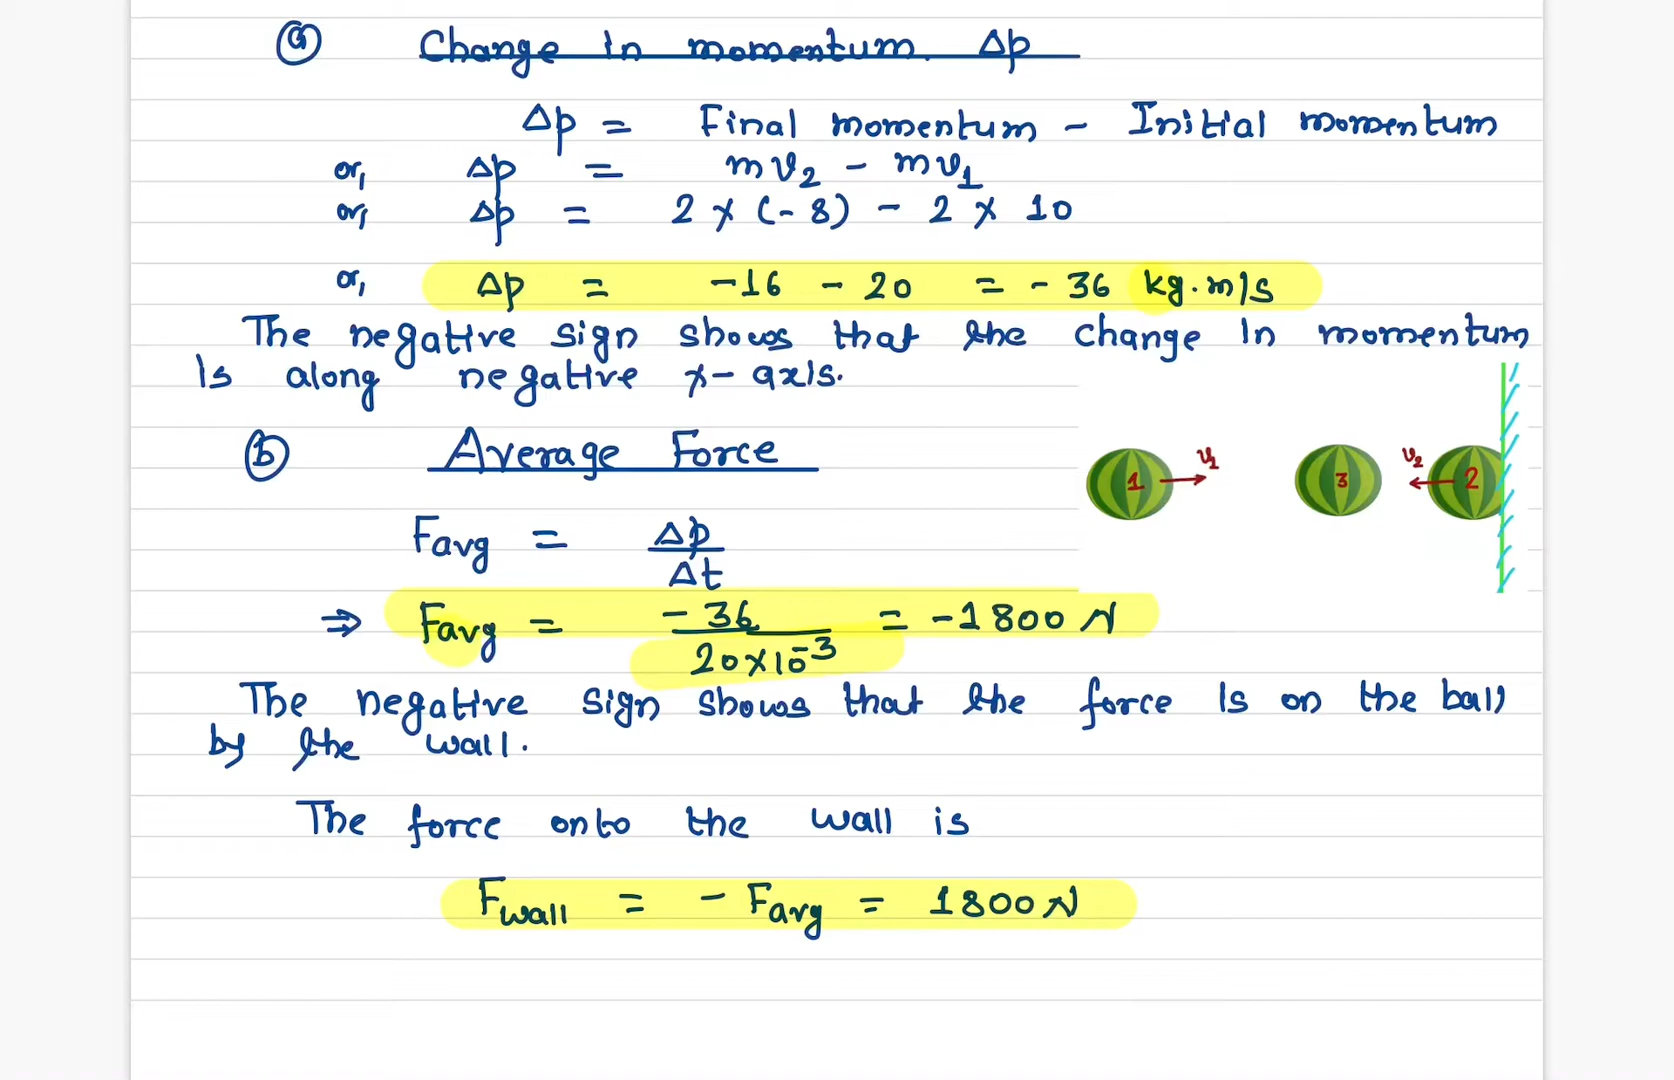 (a) Change in momentum Δp
Δp = Final momentum - Initial momentum
or, Δp = mv₂ - mv₁
or, Δp = 2 × (-8) - 2 × 10
or, Δp = -16 - 20 = -36 kg.m/s
The negative sign shows that the change in momentum
is along negative x-axis.
(b) Average Force
1 v₁ 3 v₂ 2
Favg = Δp/Δt
⇒ Favg = -36/20×10⁻³ = -1800 N
The negative sign shows that the force is on the ball
by the wall.
The force onto the wall is
Fwall = - Favg = 1800 N